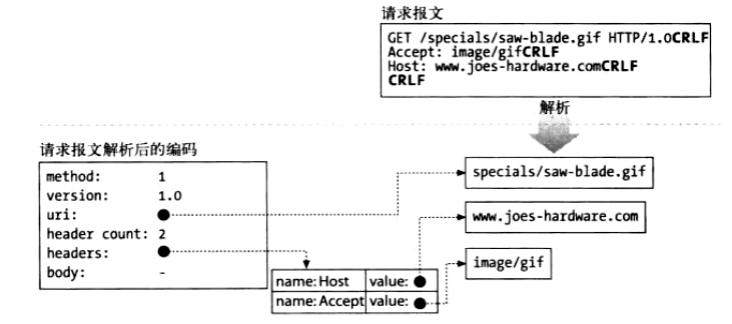 请求报文
GET /specials/saw-blade.gif HTTP/1.0CRLF
Accept: image/gifCRLF
Host: www.joes-hardware.comCRLF
CRLF
解析
请求报文解析后的编码
method: 1
version: 1.0
uri:
header count: 2
headers:
body: -
specials/saw-blade.gif
www.joes-hardware.com
image/gif
name:Host value:
name:Accept value: